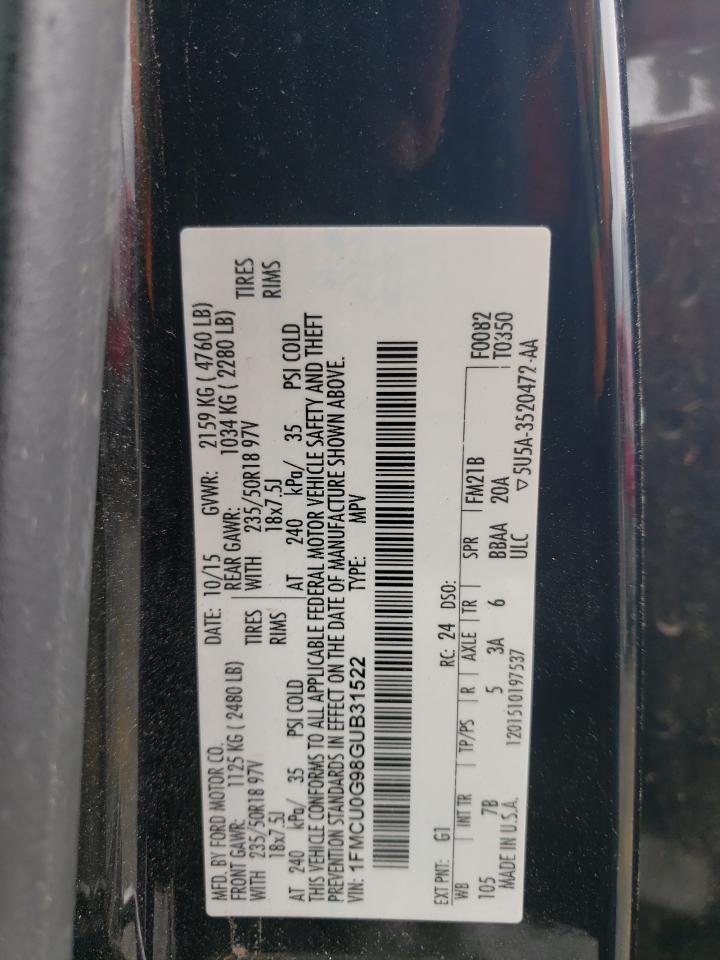 MFD. BY FORD MOTOR CO.
DATE: 10/15 GVWR: 2159 KG ( 4760 LB)
FRONT GAWR: 1125 KG ( 2480 LB)
REAR GAWR: 1034 KG ( 2280 LB)
WITH 235/50R18 97V TIRES
WITH 235/50R18 97V TIRES
18x7.5J RIMS
18x7.5J RIMS
AT 240 kPa/ 35 PSI COLD
AT 240 kPa/ 35 PSI COLD
THIS VEHICLE CONFORMS TO ALL APPLICABLE FEDERAL MOTOR VEHICLE SAFETY AND THEFT
PREVENTION STANDARDS IN EFFECT ON THE DATE OF MANUFACTURE SHOWN ABOVE.
VIN: 1FMCU0G98GUB31522 TYPE: MPV
EXT PNT: G1 RC: 24 DSO:
WB INT TR TP/PS R AXLE TR SPR FM21B F0082
105 7B 5 3A 6 BBAA 20A T0350
MADE IN U.S.A. 1201510197537 ULC ▽5U5A-3520472-AA